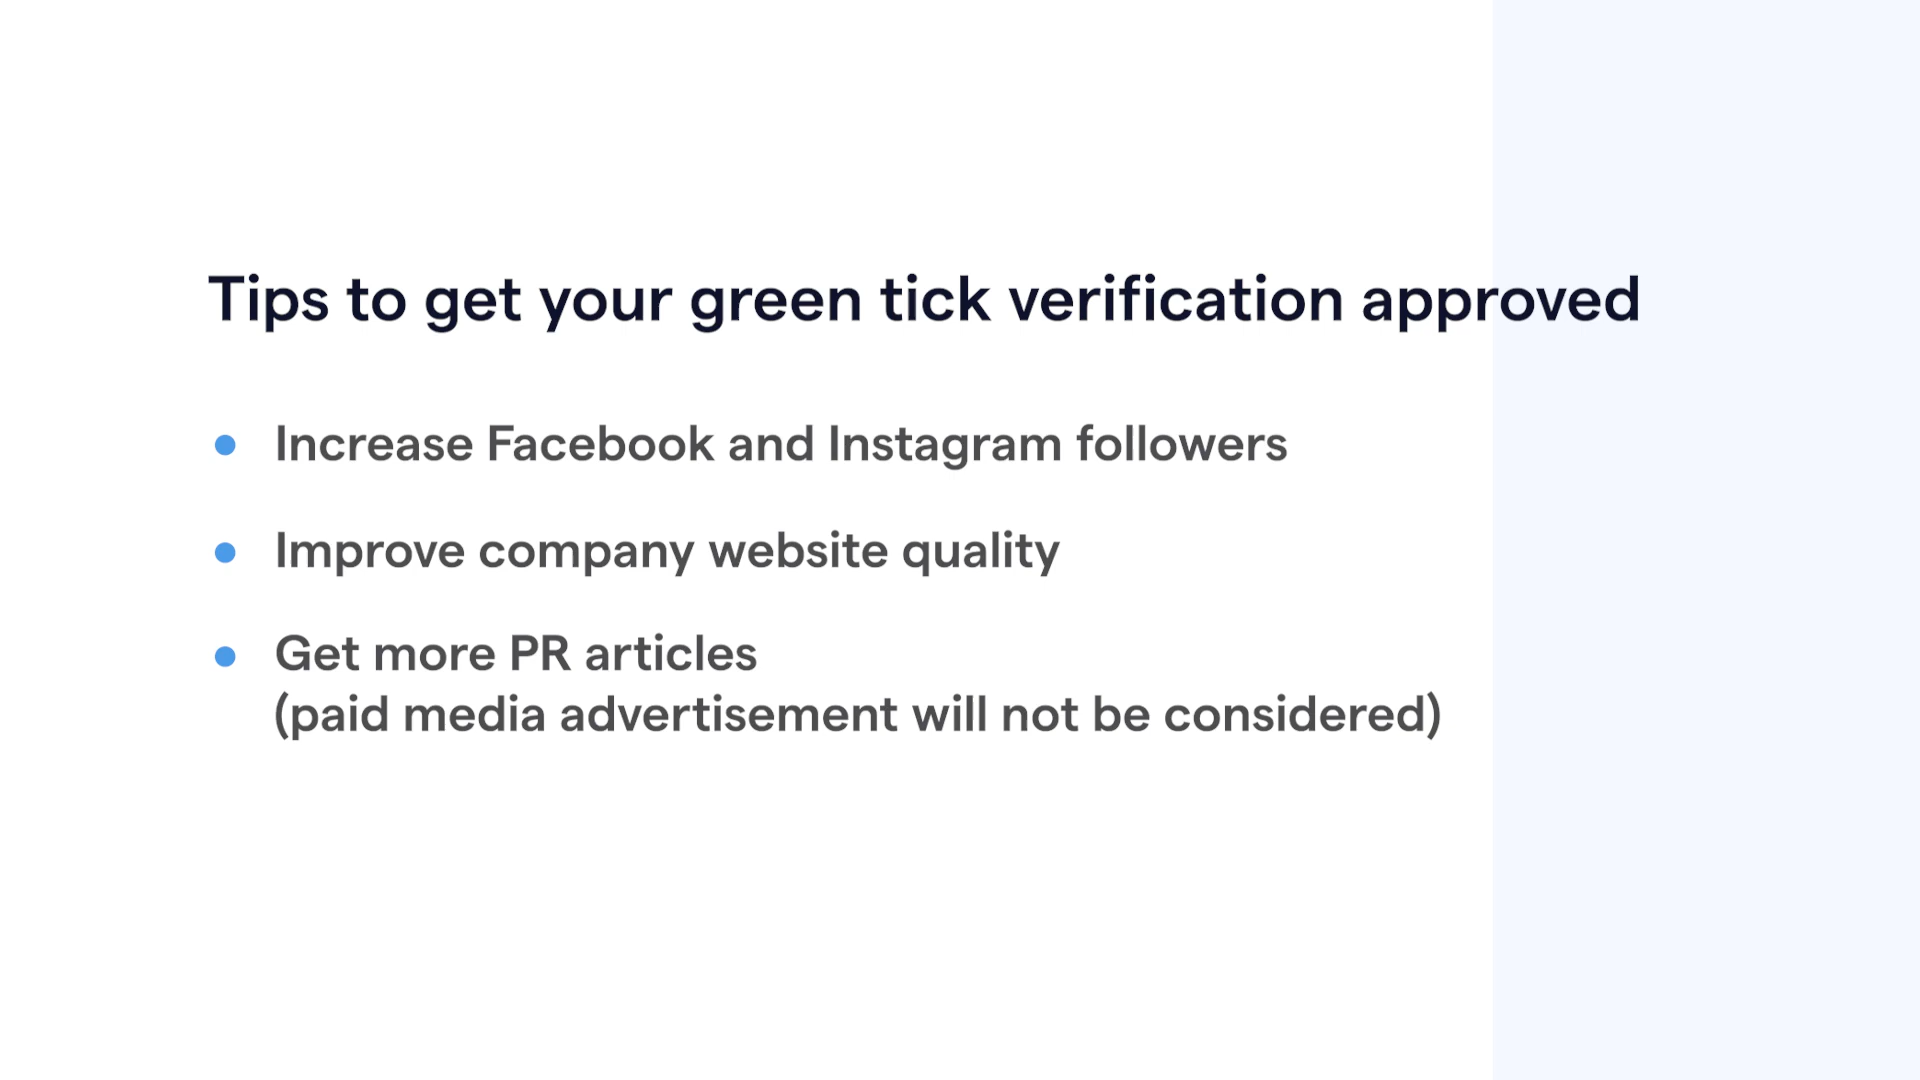 Tips to get your green tick verification approved
Increase Facebook and Instagram followers
Improve company website quality
Get more PR articles
(paid media advertisement will not be considered)